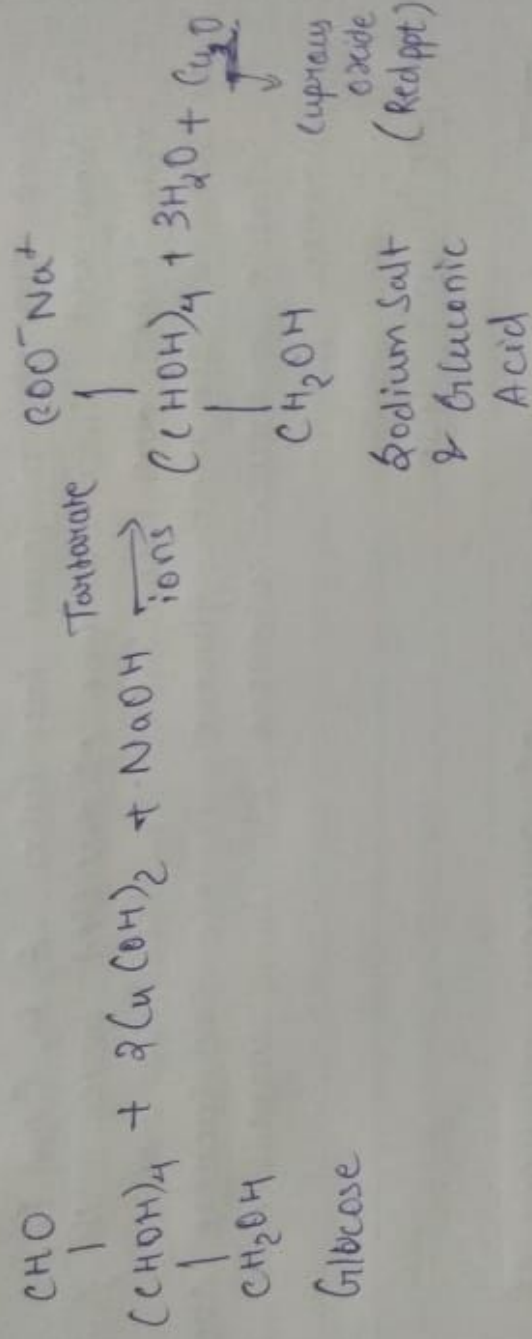 CHO COO⁻Na⁺
| Tartarate |
(CHOH)₄ + 2Cu(OH)₂ + NaOH ⟶ (CHOH)₄ + 3H₂O + Cu₂O
| ions | ↓
CH₂OH CH₂OH Cuprous
oxide
Glucose Sodium Salt (Red ppt)
& Gluconic
Acid